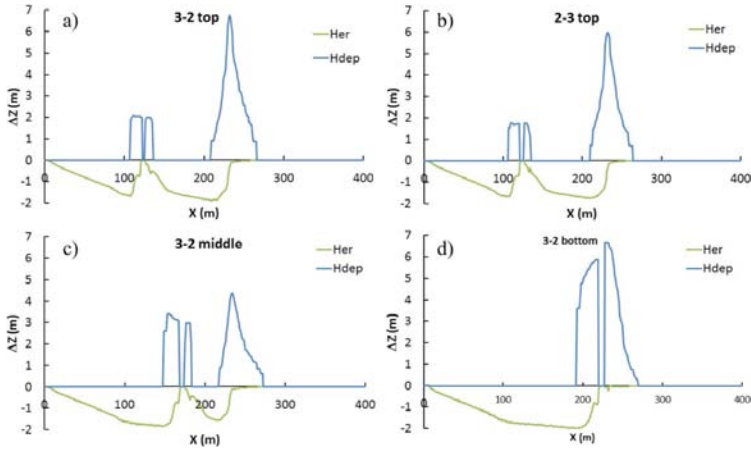 a)
3-2 top
Her
Hdep
ΔZ (m)
7
6
5
4
3
2
1
0
-1
-2
0
100
200
300
400
X (m)
b)
2-3 top
Her
Hdep
ΔZ (m)
7
6
5
4
3
2
1
0
-1
-2
0
100
200
300
400
X (m)
c)
3-2 middle
Her
Hdep
ΔZ (m)
7
6
5
4
3
2
1
0
-1
-2
0
100
200
300
400
X (m)
d)
3-2 bottom
Her
Hdep
ΔZ (m)
7
6
5
4
3
2
1
0
-1
-2
0
100
200
300
400
X (m)